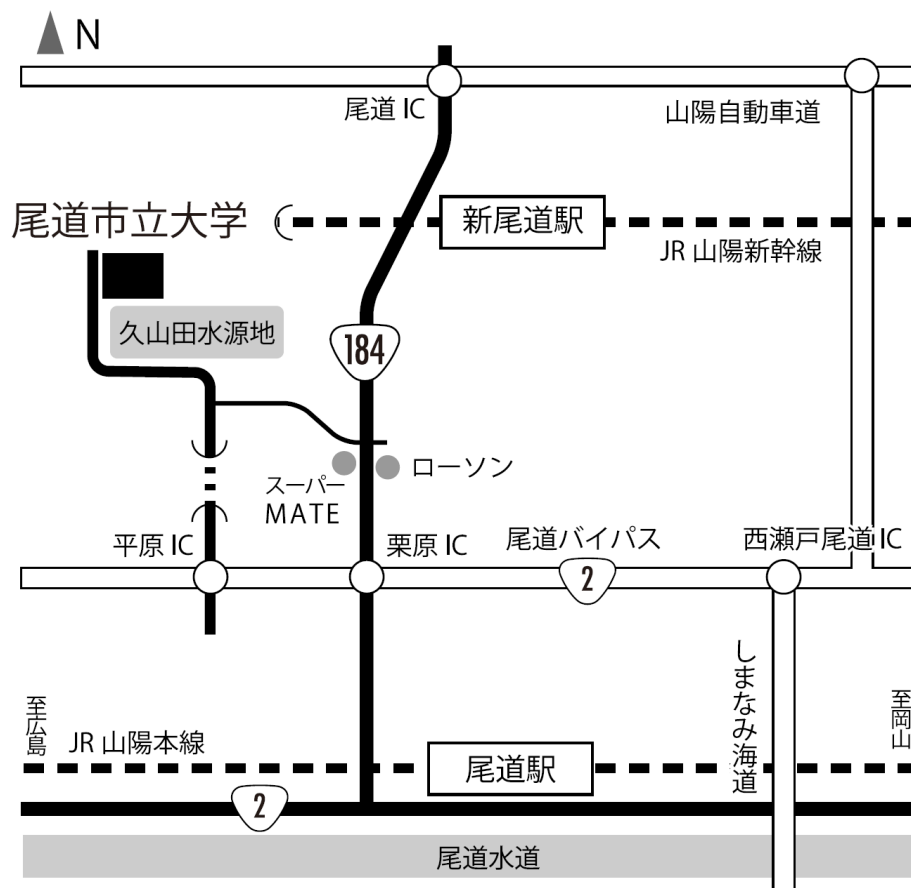 N
尾道 IC
山陽自動車道
尾道市立大学
新尾道駅
JR 山陽新幹線
久山田水源地
184
ローソン
スーパー
MATE
平原 IC
栗原 IC
尾道バイパス
西瀬戸尾道 IC
2
しまなみ海道
至広島
至岡山
JR 山陽本線
尾道駅
2
尾道水道